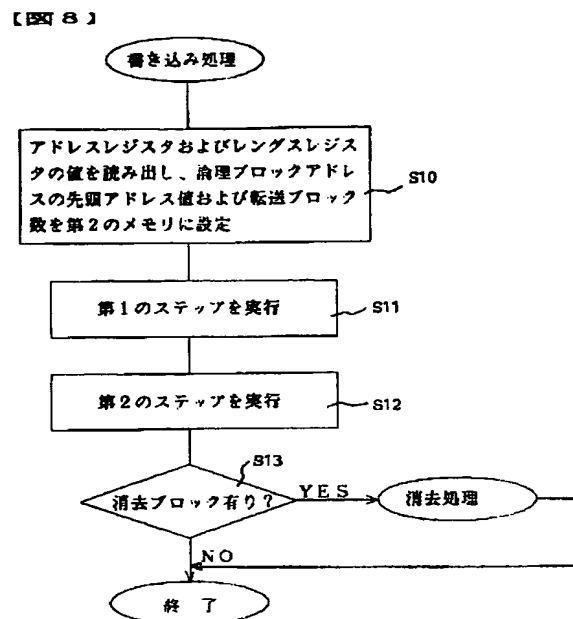 【図8】
書き込み処理
アドレスレジスタおよびレングスレジス
タの値を読み出し、論理ブロックアドレ
スの先頭アドレス値および転送ブロック
数を第2のメモリに設定
S10
第1のステップを実行
S11
第2のステップを実行
S12
S13
消去ブロック有り?
YES
消去処理
NO
終 了